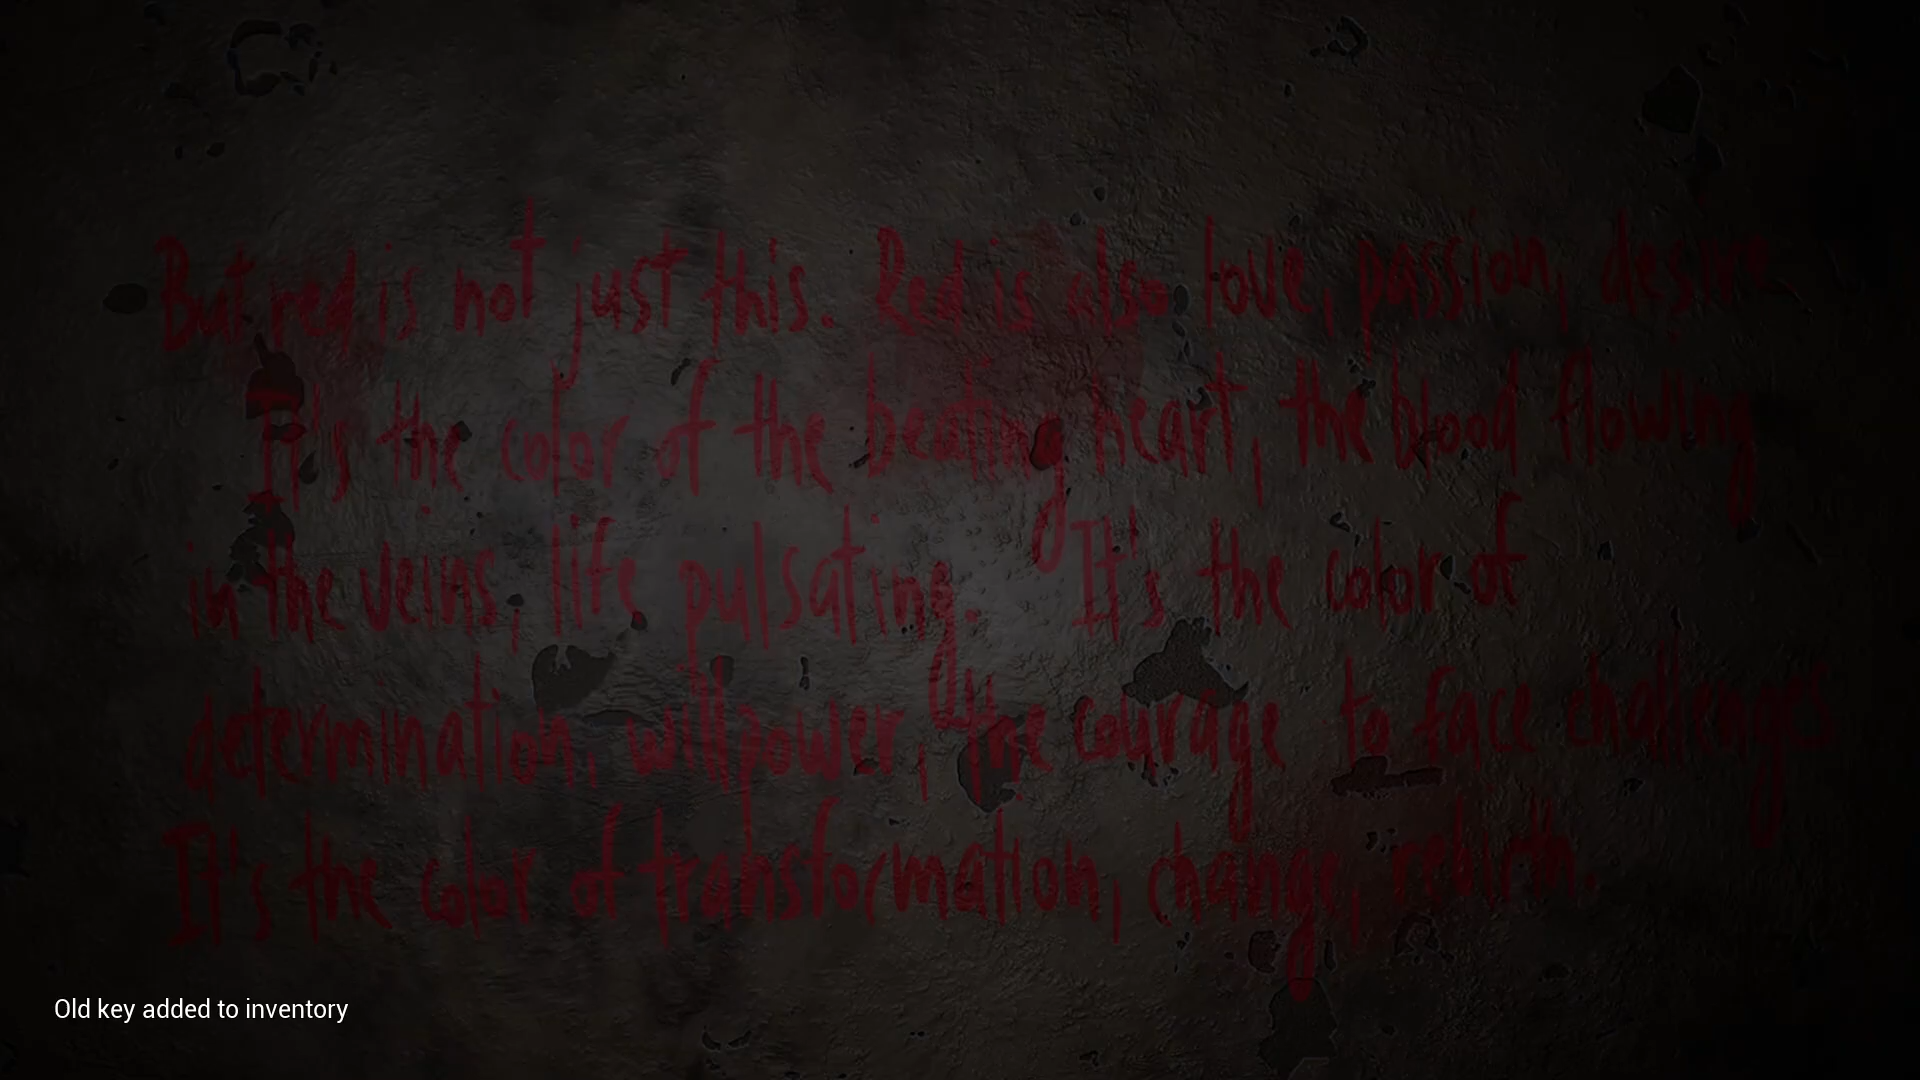 But red is not just this. Red is also love, passion, desire.
It's the color of the beating heart, the blood flowing
in the veins, life pulsating. It's the color of
determination, willpower, the courage to face challenges
It's the color of transformation, change, rebirth.
Old key added to inventory